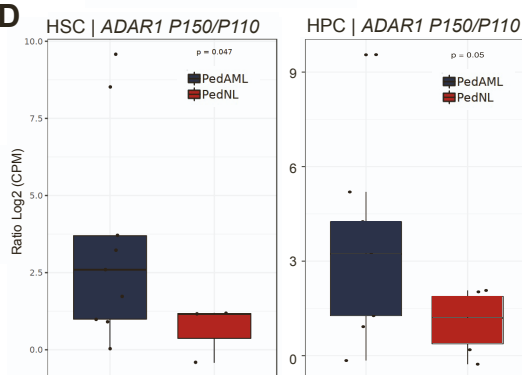 D
HSC | ADAR1 P150/P110
HPC | ADAR1 P150/P110
p = 0.047
PedAML
PedNL
p = 0.05
PedAML
PedNL
Ratio Log2 (CPM)
10.0
7.5
5.0
2.5
0.0
9
6
3
0